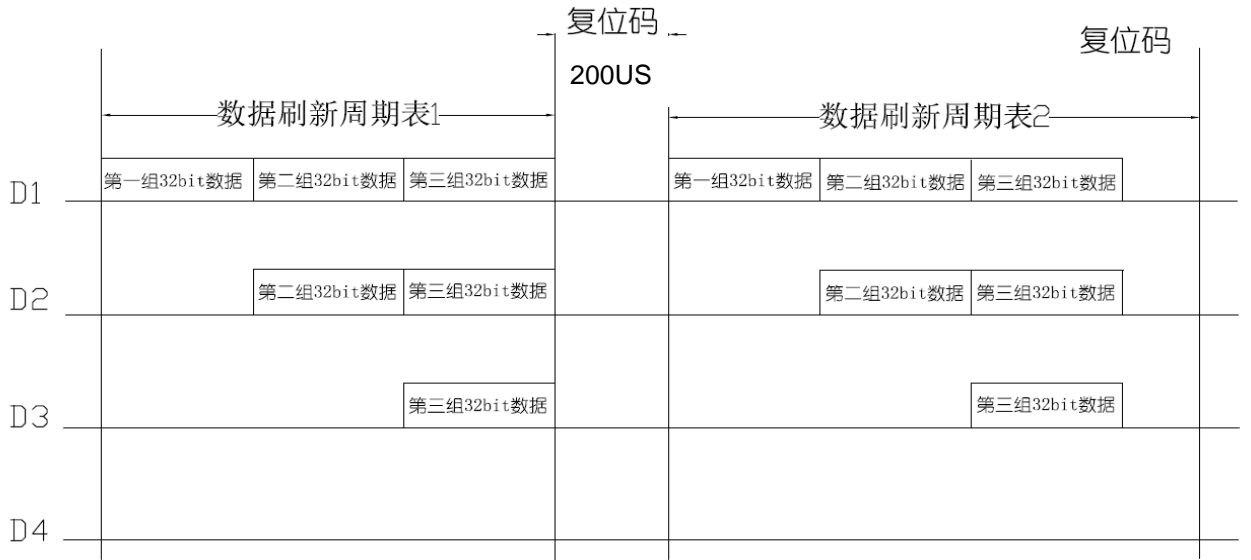 复位码
复位码
200US
数据刷新周期表1
数据刷新周期表2
D1
第一组32bit数据
第二组32bit数据
第三组32bit数据
第一组32bit数据
第二组32bit数据
第三组32bit数据
D2
第二组32bit数据
第三组32bit数据
第二组32bit数据
第三组32bit数据
D3
第三组32bit数据
第三组32bit数据
D4